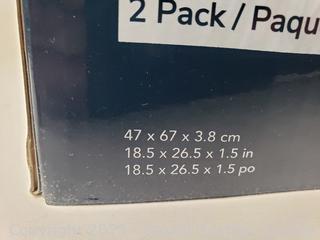 2 Pack / Paqu
47 x 67 x 3.8 cm
18.5 x 26.5 x 1.5 in
18.5 x 26.5 x 1.5 po